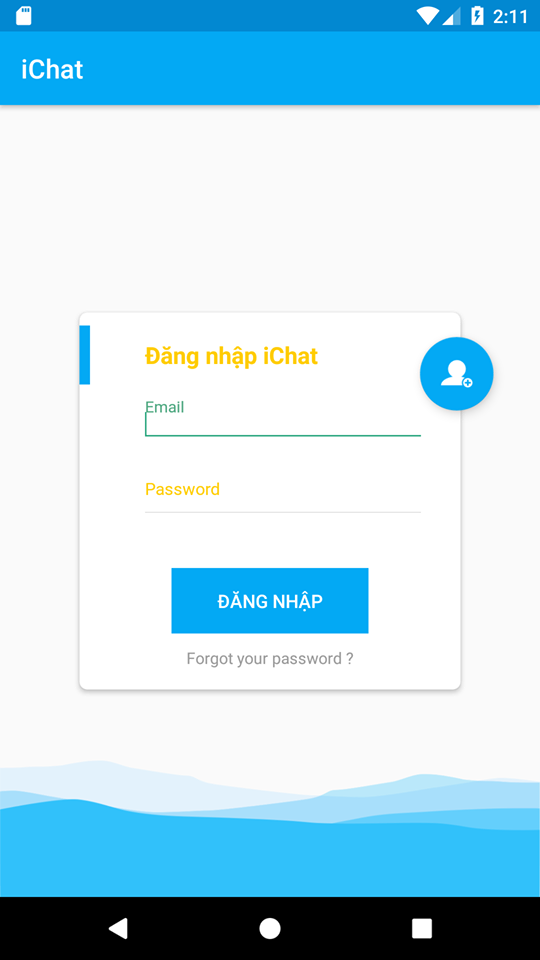 2:11
iChat
Đăng nhập iChat
Email
Password
ĐĂNG NHẬP
Forgot your password ?